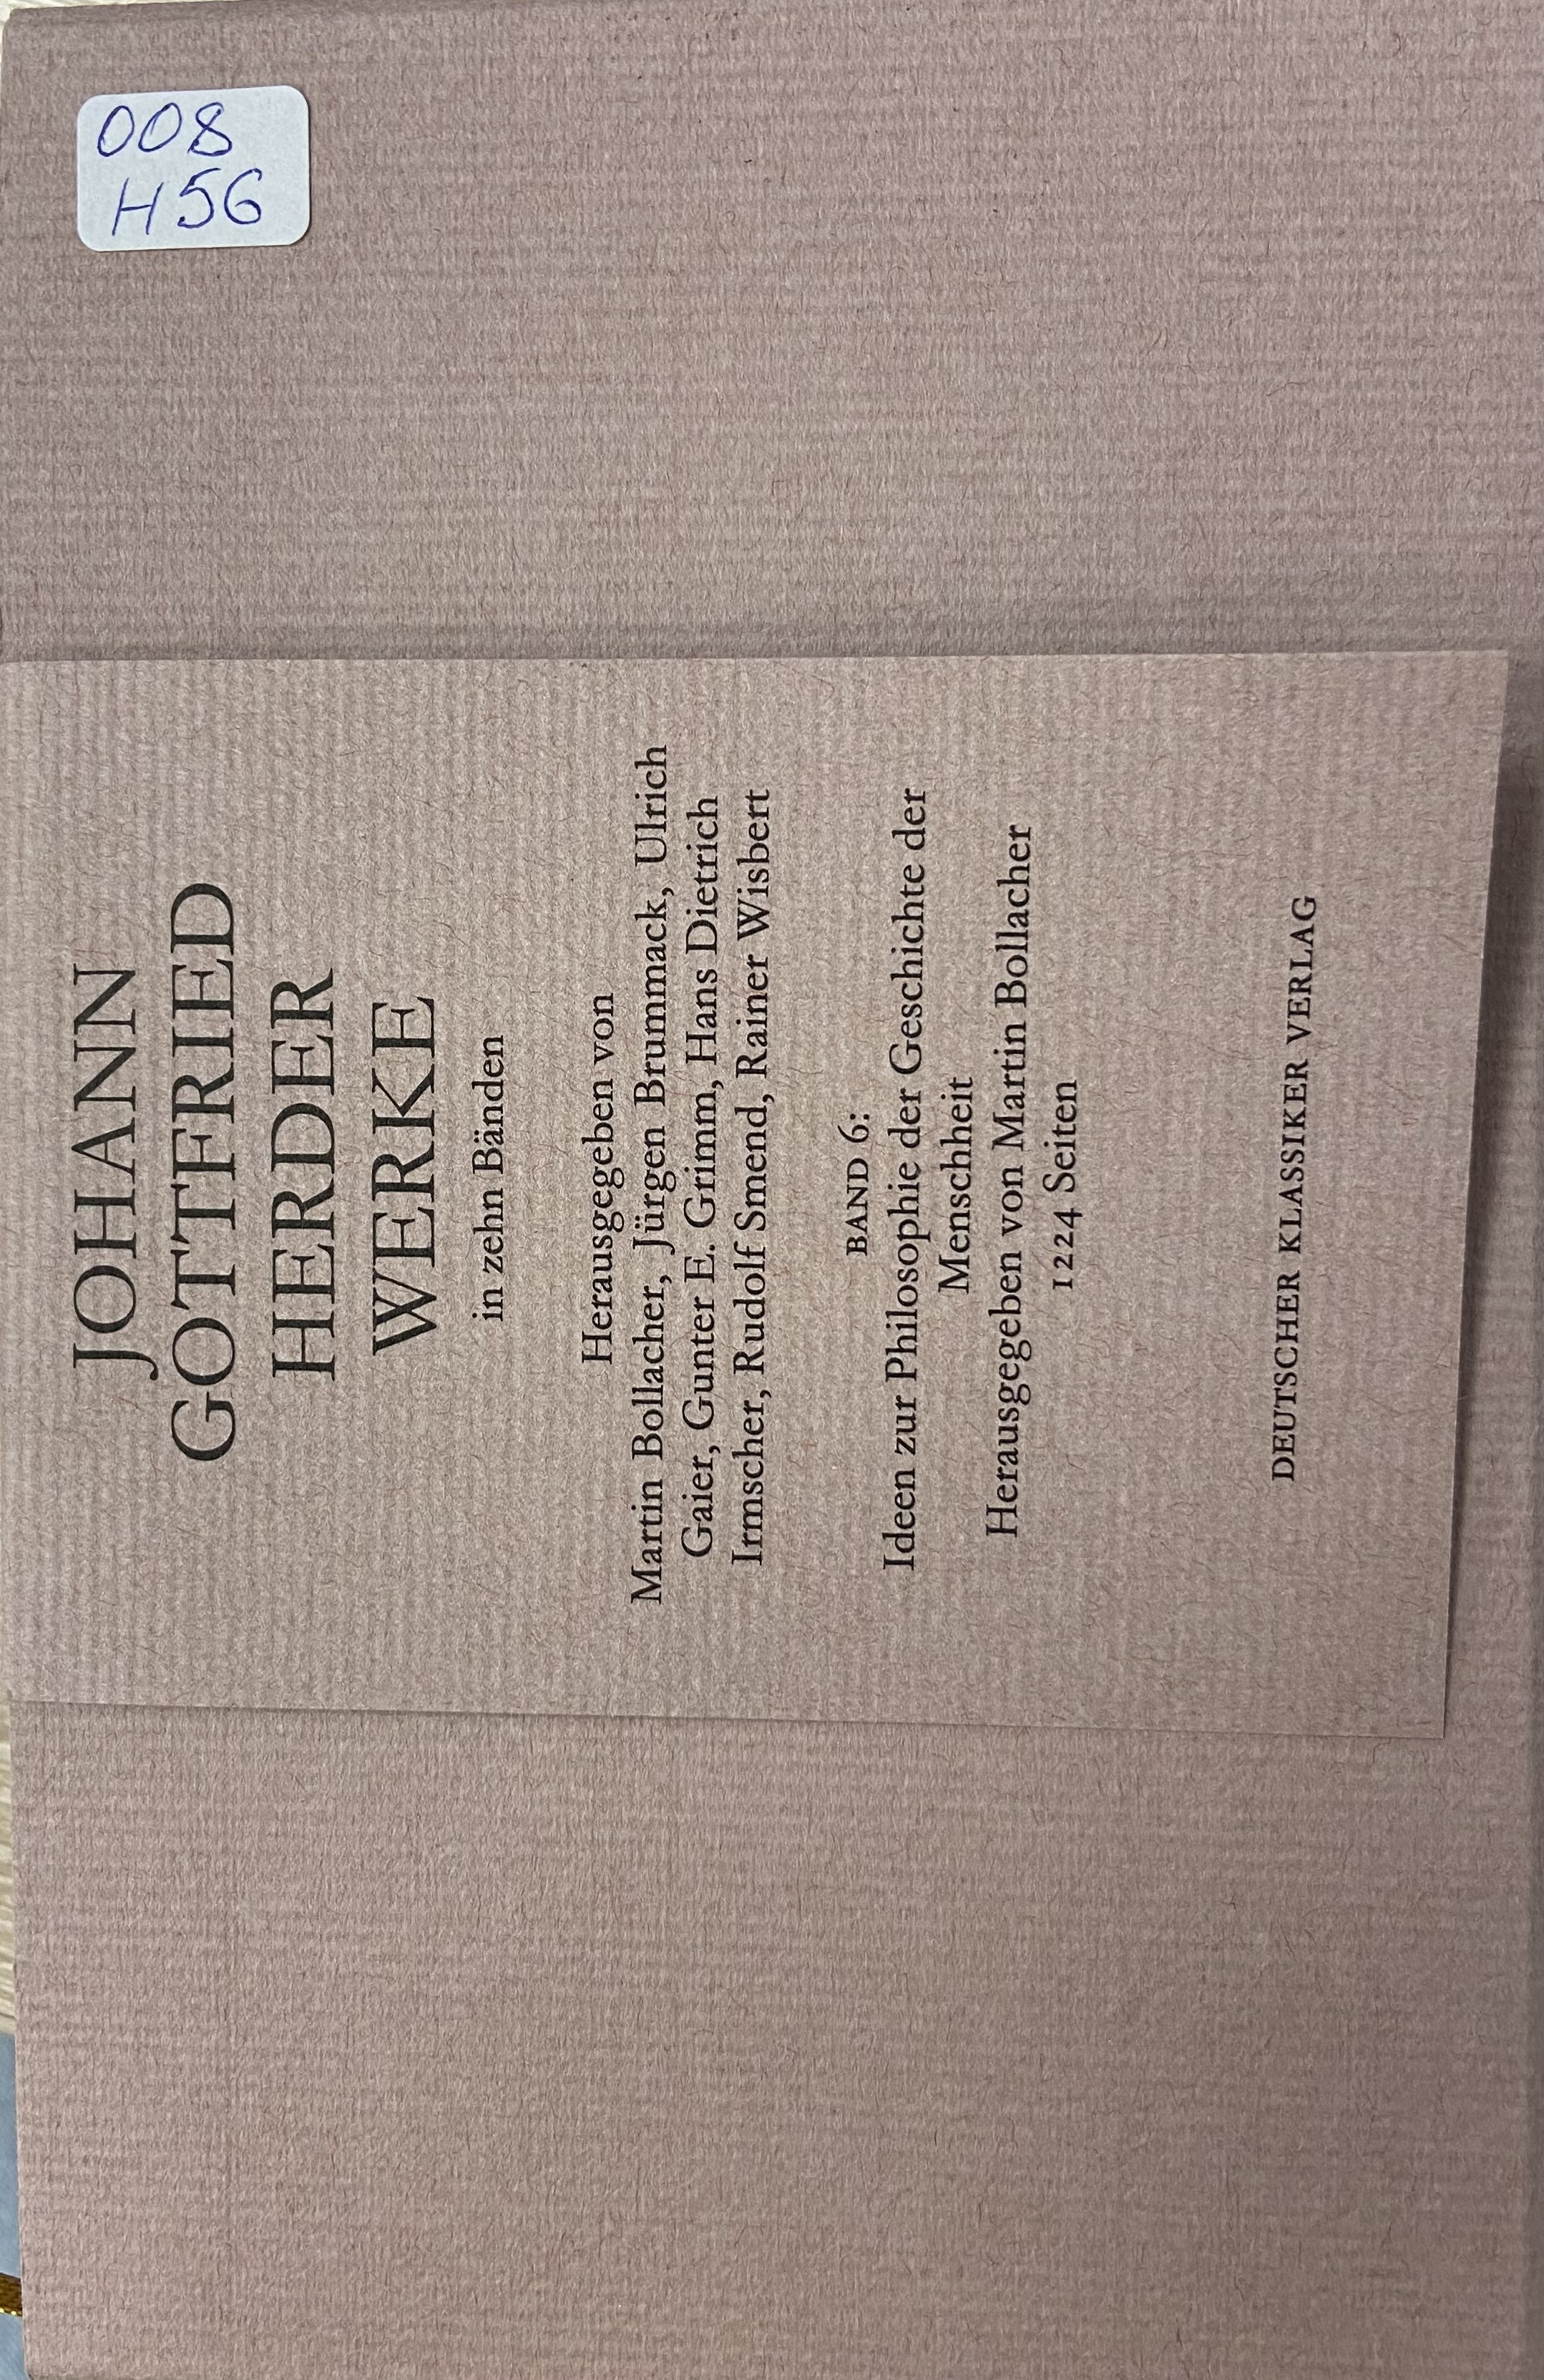 008
H56
JOHANN
GOTTFRIED
HERDER
WERKE
in zehn Bänden
Herausgegeben von
Martin Bollacher, Jürgen Brummack, Ulrich
Gaier, Gunter E. Grimm, Hans Dietrich
Irmscher, Rudolf Smend, Rainer Wisbert
BAND 6:
Ideen zur Philosophie der Geschichte der
Menschheit
Herausgegeben von Martin Bollacher
1224 Seiten
DEUTSCHER KLASSIKER VERLAG